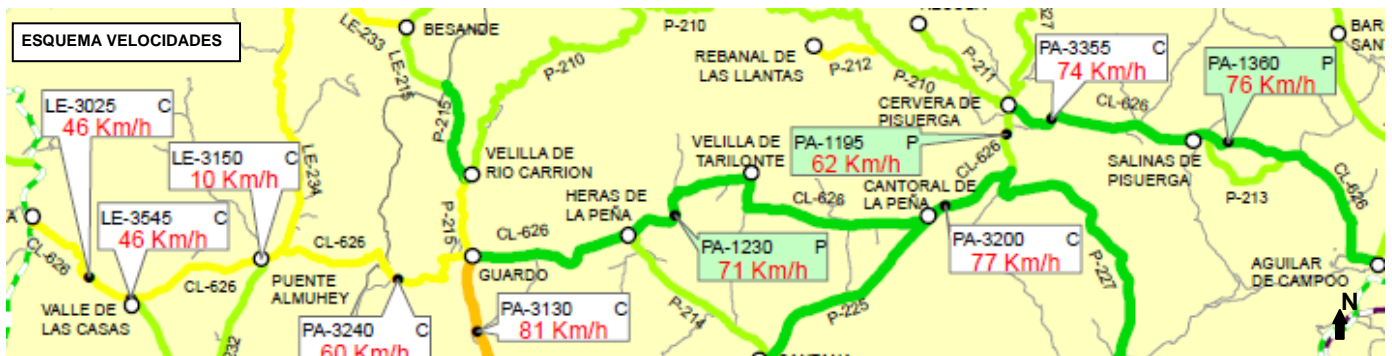 ESQUEMA VELOCIDADES
LE-233
BESANDE
P-210
LE-215
P-215
P-210
REBANAL DE
LAS LLANTAS
P-212
P-210
P-211
CERVERA DE
PISUERGA
PA-3355 C
74 Km/h
CL-626
PA-1360 P
76 Km/h
LE-3025 C
46 Km/h
LE-3150 C
10 Km/h
LE-3545 C
46 Km/h
LE-234
VELILLA DE
RIO CARRION
VELILLA DE
TARILONTE
PA-1195 P
62 Km/h
CL-626
SALINAS DE
PISUERGA
P-213
CL-626
HERAS DE
LA PEÑA
CANTORAL DE
LA PEÑA
CL-626
CL-626
P-215
CL-626
CL-626
CL-626
PUENTE
ALMUHEY
GUARDO
PA-1230 P
71 Km/h
PA-3200 C
77 Km/h
P-227
AGUILAR
DE CAMPOO
VALLE DE
LAS CASAS
PA-3240 C
60 Km/h
PA-3130 C
81 Km/h
P-214
P-225
N